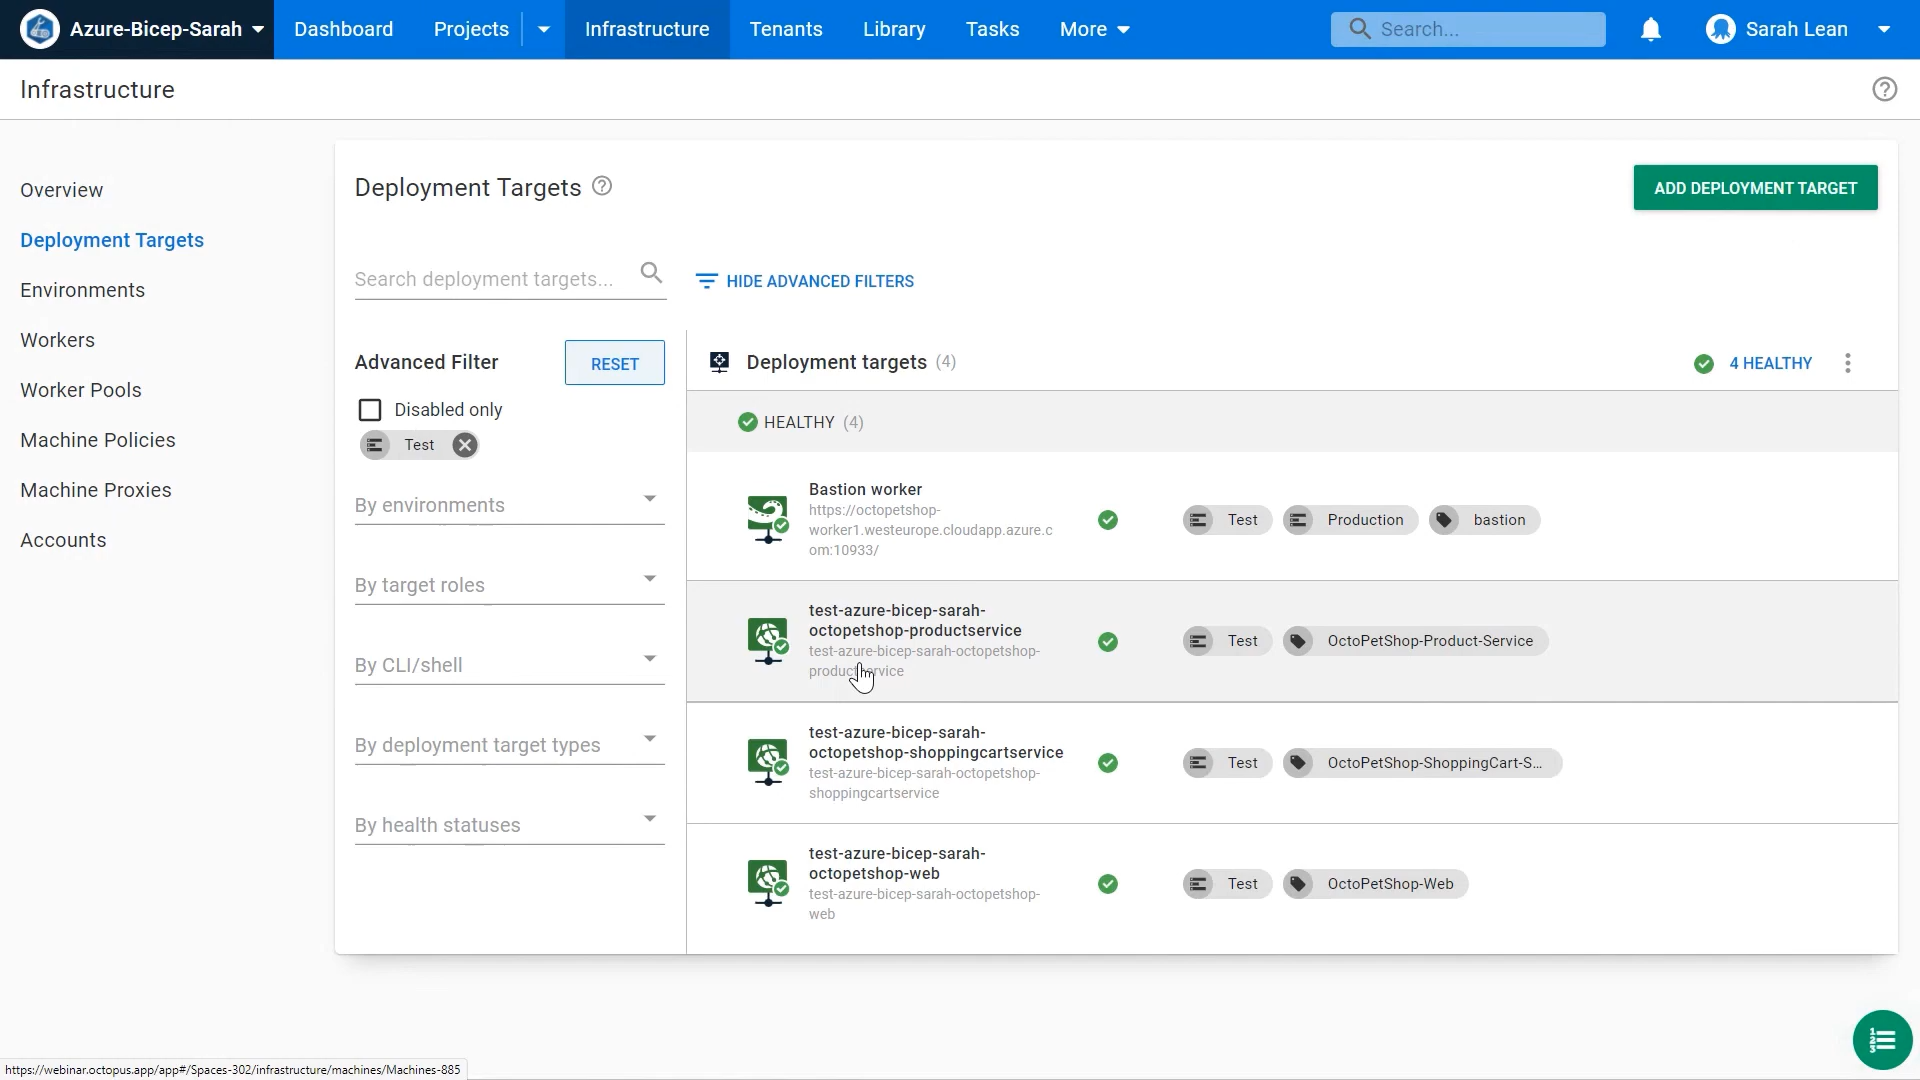 Azure-Bicep-Sarah
Dashboard
Projects
Infrastructure
Tenants
Library
Tasks
More
Search...
Sarah Lean
Infrastructure
Overview
Deployment Targets
Environments
Workers
Worker Pools
Machine Policies
Machine Proxies
Accounts
Deployment Targets
ADD DEPLOYMENT TARGET
Search deployment targets...
HIDE ADVANCED FILTERS
Advanced Filter
RESET
Disabled only
Test
By environments
By target roles
By CLI/shell
By deployment target types
By health statuses
Deployment targets (4)
4 HEALTHY
HEALTHY (4)
Bastion worker
https://octopetshop-
worker1.westeurope.cloudapp.azure.c
om:10933/
Test
Production
bastion
test-azure-bicep-sarah-
octopetshop-productservice
test-azure-bicep-sarah-octopetshop-
productservice
Test
OctoPetShop-Product-Service
test-azure-bicep-sarah-
octopetshop-shoppingcartservice
test-azure-bicep-sarah-octopetshop-
shoppingcartservice
Test
OctoPetShop-ShoppingCart-S...
test-azure-bicep-sarah-
octopetshop-web
test-azure-bicep-sarah-octopetshop-
web
Test
OctoPetShop-Web
https://webinar.octopus.app/app#/Spaces-302/infrastructure/machines/Machines-885